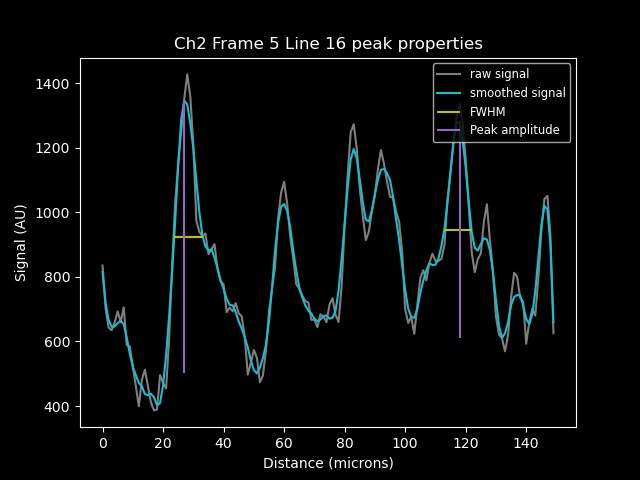 Ch2 Frame 5 Line 16 peak properties
raw signal
smoothed signal
FWHM
Peak amplitude
1400
1200
1000
800
600
400
Signal (AU)
0 20 40 60 80 100 120 140
Distance (microns)